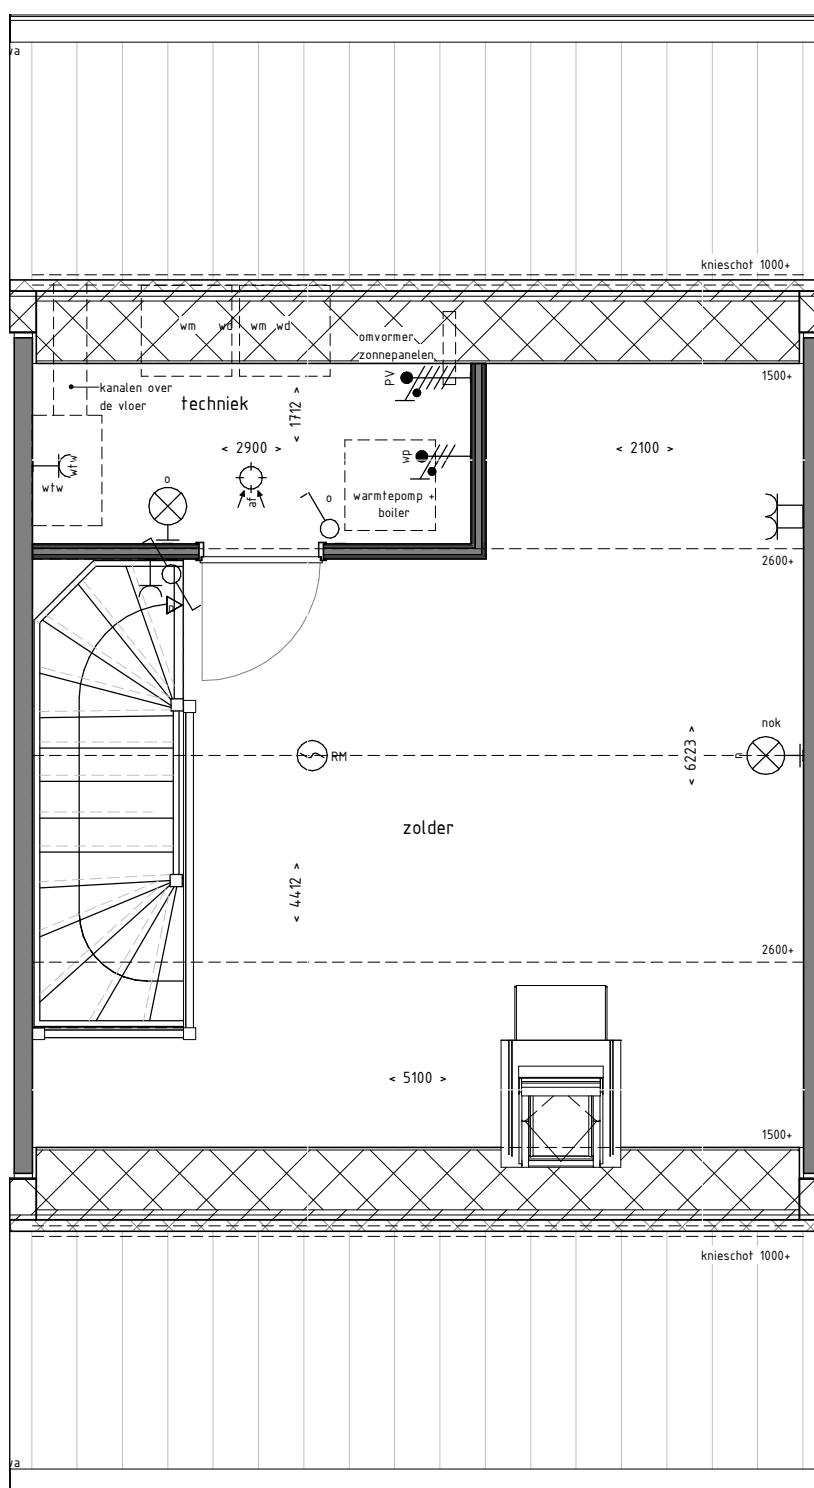 va
knieschot 1000+
wm wd wm wd
omvormer
zonnepanelen
1500+
PV
kanalen over
de vloer
techniek
< 1712 >
< 2900 >
< 2100 >
wp
wtw
wtw
warmtepomp +
boiler
af
o
o
2600+
nok
n
RM
< 6223 >
zolder
< 4412 >
2600+
< 5100 >
1500+
knieschot 1000+
va